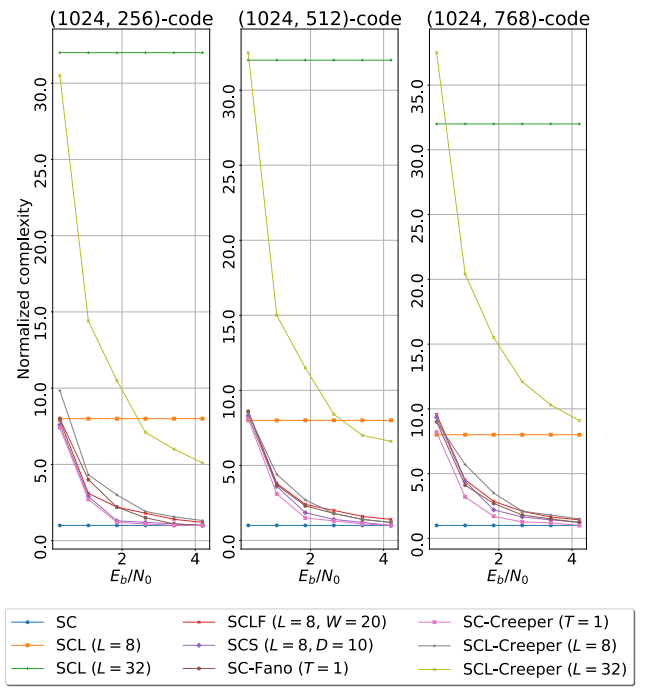 (1024, 256)-code
(1024, 512)-code
(1024, 768)-code
Normalized complexity
30.0
25.0
20.0
15.0
10.0
5.0
0.0
30.0
25.0
20.0
15.0
10.0
5.0
0.0
35.0
30.0
25.0
20.0
15.0
10.0
5.0
0.0
2
4
2
4
2
4
E_b/N_0
E_b/N_0
E_b/N_0
SC
SCL (L = 8)
SCL (L = 32)
SCLF (L = 8, W = 20)
SCS (L = 8, D = 10)
SC-Fano (T = 1)
SC-Creeper (T = 1)
SCL-Creeper (L = 8)
SCL-Creeper (L = 32)